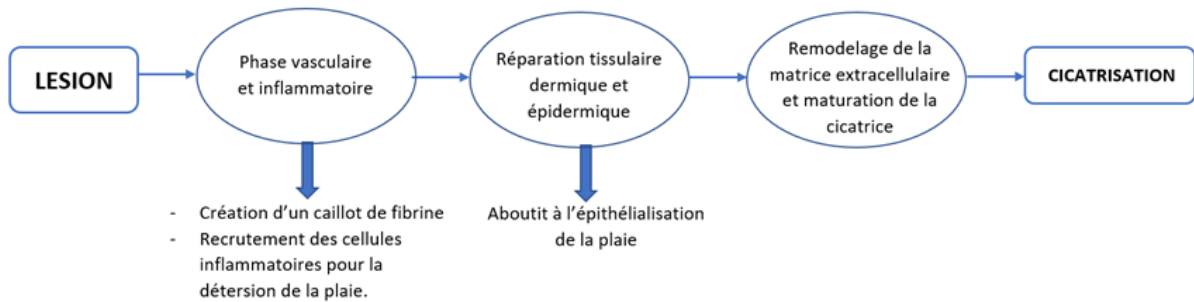 LESION
Phase vasculaire
et inflammatoire
Réparation tissulaire
dermique et
épidermique
Remodelage de la
matrice extracellulaire
et maturation de la
cicatrice
CICATRISATION
- Création d'un caillot de fibrine
- Recrutement des cellules
inflammatoires pour la
détersion de la plaie.
Aboutit à l'épithélialisation
de la plaie